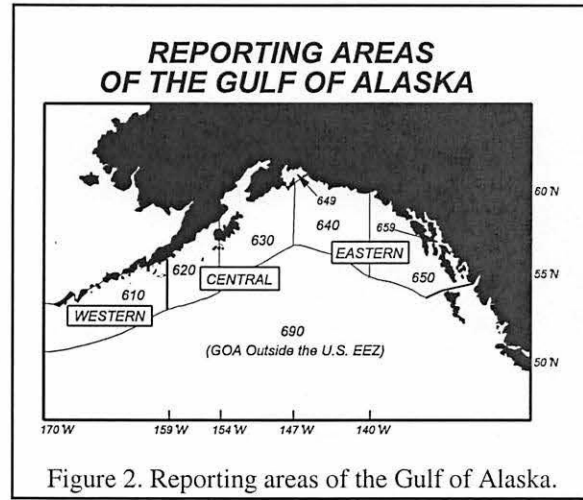 REPORTING AREAS
OF THE GULF OF ALASKA
649
60°N
640
659
630
EASTERN
620
CENTRAL
650
55°N
610
WESTERN
690
(GOA Outside the U.S. EEZ)
50°N
170°W 159°W 154°W 147°W 140°W
Figure 2. Reporting areas of the Gulf of Alaska.